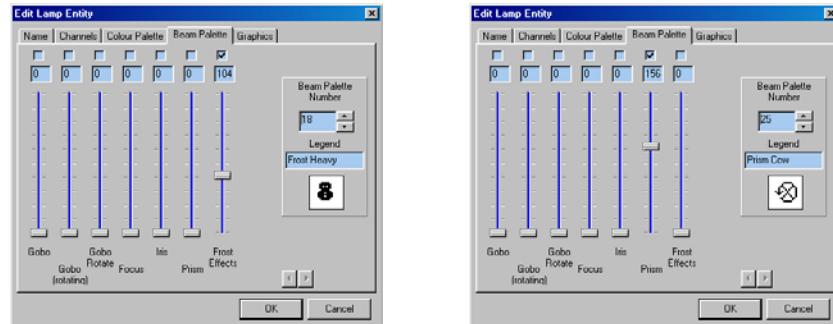 Edit Lamp Entity
Name Channels Colour Palette Beam Palette Graphics
0 0 0 0 0 0 104
Beam Palette
Number
18
Legend
Frost Heavy
Gobo
Gobo
(rotating)
Gobo
Rotate
Focus
Iris
Prism
Frost
Effects
OK Cancel
Edit Lamp Entity
Name Channels Colour Palette Beam Palette Graphics
0 0 0 0 0 156 0
Beam Palette
Number
25
Legend
Prism Ccw
Gobo
Gobo
(rotating)
Gobo
Rotate
Focus
Iris
Prism
Frost
Effects
OK Cancel